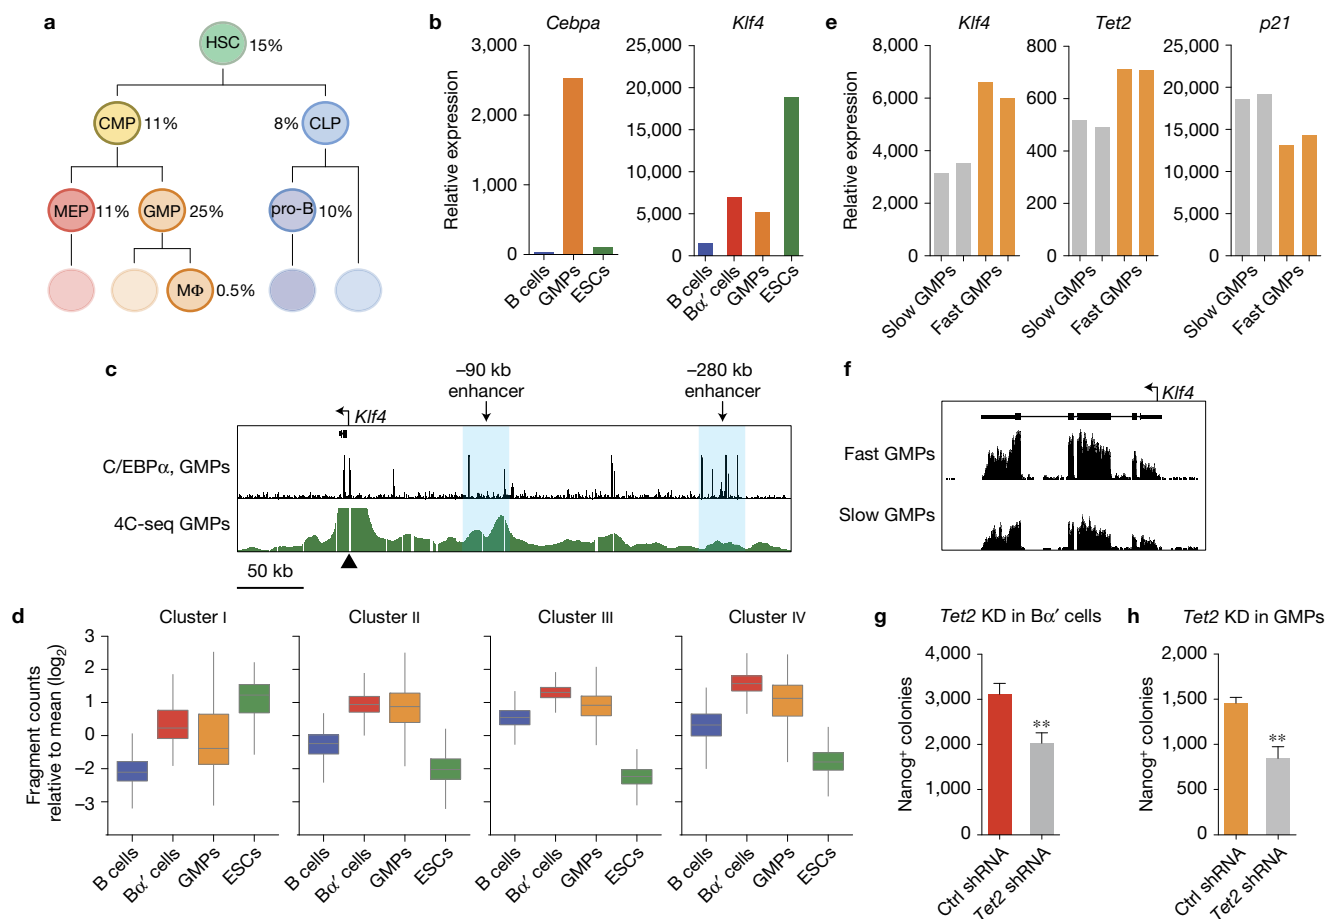 a
HSC 15%
CMP 11%
8% CLP
MEP 11%
GMP 25%
pro-B 10%
MΦ 0.5%
b
Cebpa
Klf4
Relative expression
3,000
2,000
1,000
0
B cells
GMPs
ESCs
25,000
20,000
15,000
10,000
5,000
0
B cells
Bα′ cells
GMPs
ESCs
e
Klf4
Tet2
p21
Relative expression
8,000
6,000
4,000
2,000
0
Slow GMPs
Fast GMPs
800
600
400
200
0
Slow GMPs
Fast GMPs
25,000
20,000
15,000
10,000
5,000
0
Slow GMPs
Fast GMPs
c
–90 kb
enhancer
–280 kb
enhancer
Klf4
C/EBPα, GMPs
4C-seq GMPs
50 kb
f
Klf4
Fast GMPs
Slow GMPs
d
Cluster I
Cluster II
Cluster III
Cluster IV
Fragment counts
relative to mean (log2)
3
2
1
0
–2
–3
B cells
Bα′ cells
GMPs
ESCs
B cells
Bα′ cells
GMPs
ESCs
B cells
Bα′ cells
GMPs
ESCs
B cells
Bα′ cells
GMPs
ESCs
g
Tet2 KD in Bα′ cells
Nanog+ colonies
4,000
3,000
2,000
1,000
0
**
Ctrl shRNA
Tet2 shRNA
h
Tet2 KD in GMPs
Nanog+ colonies
2,000
1,500
1,000
500
0
**
Ctrl shRNA
Tet2 shRNA